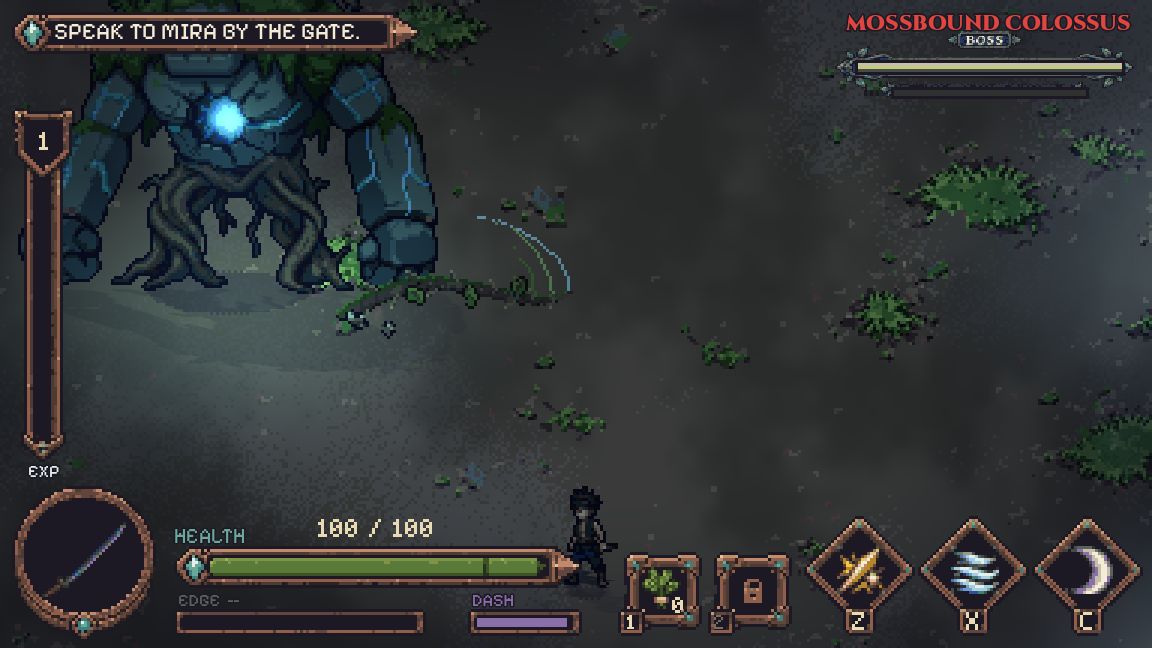 SPEAK TO MIRA BY THE GATE.
MOSSBOUND COLOSSUS
BOSS
1
EXP
100 / 100
HEALTH
EDGE --
DASH
0
1
2
Z
X
C